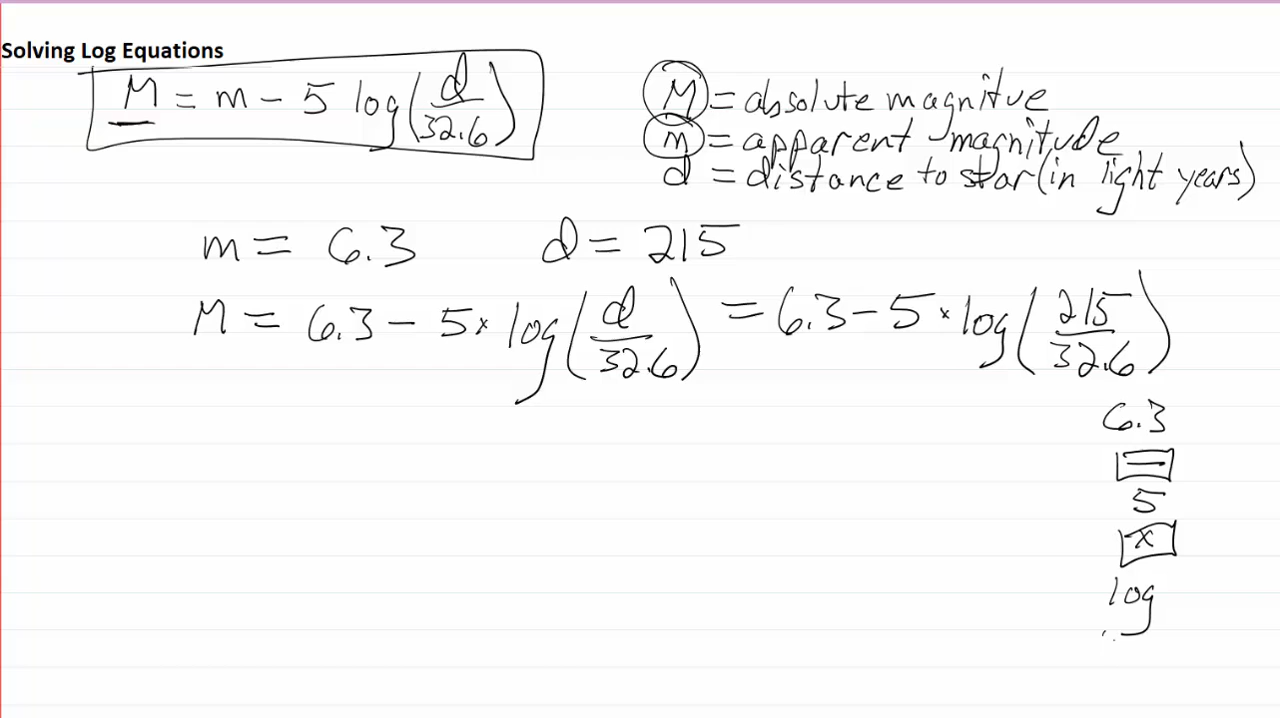 Solving Log Equations
M = m - 5 log(d/32.6)
M = absolute magnitve
m = apparent magnitude
d = distance to star (in light years)
m = 6.3 d = 215
M = 6.3 - 5 × log(d/32.6) = 6.3 - 5 × log(215/32.6)
6.3
-
5
×
log